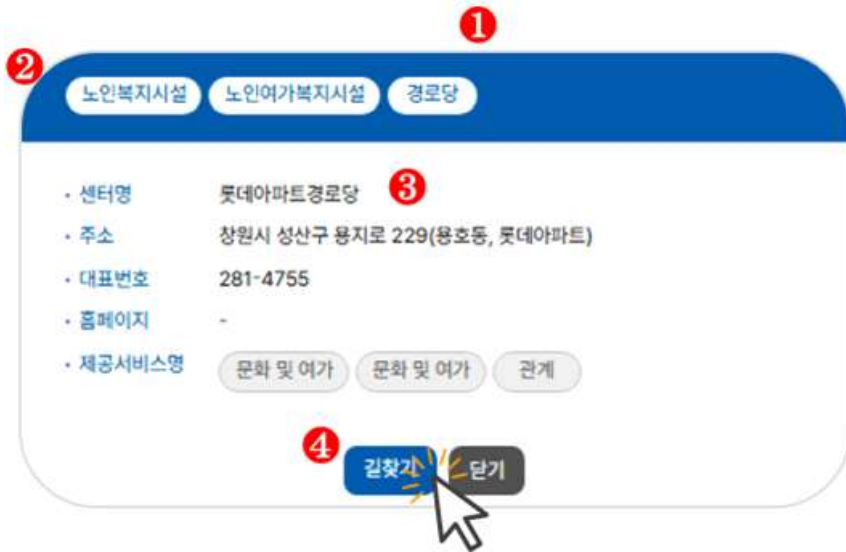 ❶
❷
노인복지시설 노인여가복지시설 경로당
• 센터명 롯데아파트경로당 ❸
• 주소 창원시 성산구 용지로 229(용호동, 롯데아파트)
• 대표번호 281-4755
• 홈페이지 -
• 제공서비스명 문화 및 여가 문화 및 여가 관계
❹
길찾기 닫기